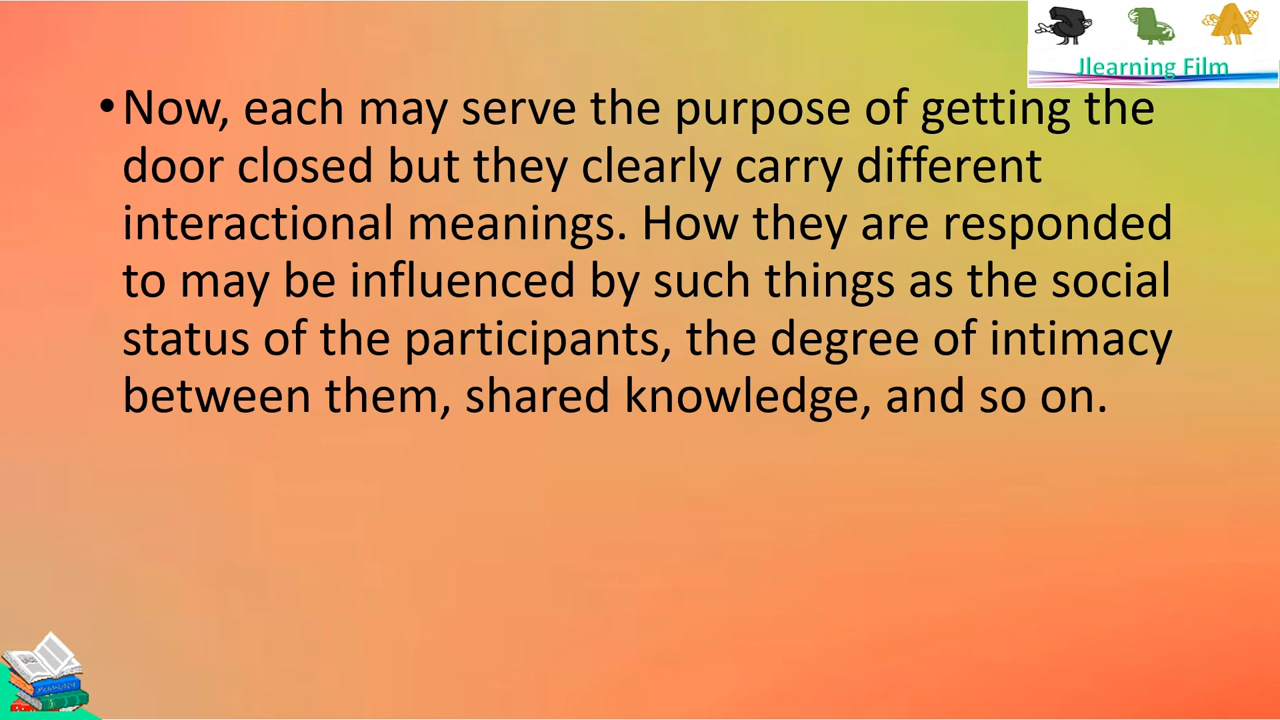 Jlearning Film
• Now, each may serve the purpose of getting the
door closed but they clearly carry different
interactional meanings. How they are responded
to may be influenced by such things as the social
status of the participants, the degree of intimacy
between them, shared knowledge, and so on.